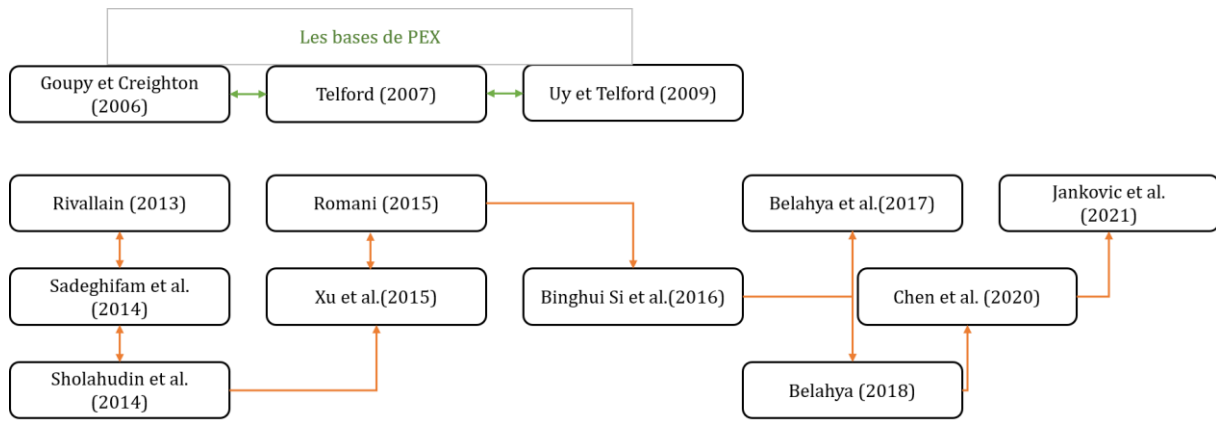 Les bases de PEX
Goupy et Creighton
(2006)
Telford (2007)
Uy et Telford (2009)
Rivallain (2013)
Romani (2015)
Belahya et al.(2017)
Jankovic et al.
(2021)
Sadeghifam et al.
(2014)
Xu et al.(2015)
Binghui Si et al.(2016)
Chen et al. (2020)
Sholahudin et al.
(2014)
Belahya (2018)